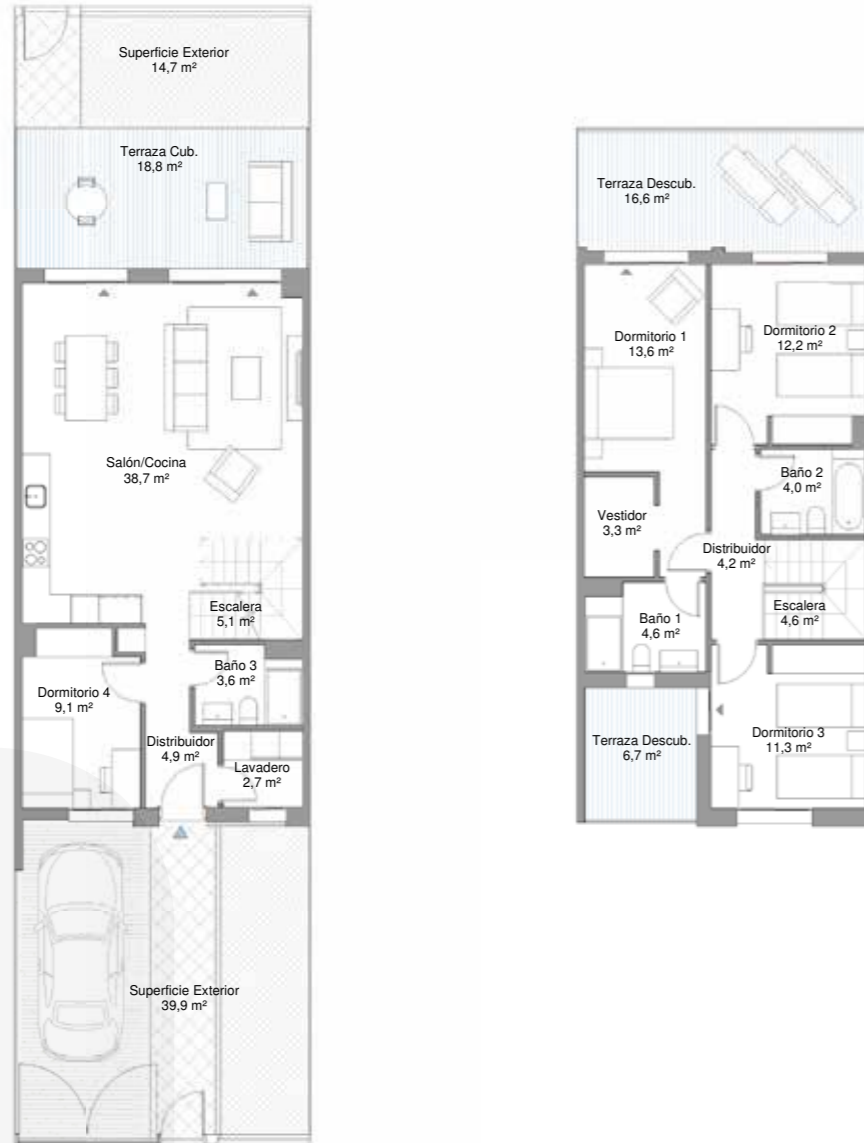 Superficie Exterior
14,7 m²
Terraza Cub.
18,8 m²
Salón/Cocina
38,7 m²
Escalera
5,1 m²
Baño 3
3,6 m²
Dormitorio 4
9,1 m²
Distribuidor
4,9 m²
Lavadero
2,7 m²
Superficie Exterior
39,9 m²
Terraza Descub.
16,6 m²
Dormitorio 1
13,6 m²
Dormitorio 2
12,2 m²
Baño 2
4,0 m²
Vestidor
3,3 m²
Distribuidor
4,2 m²
Escalera
4,6 m²
Baño 1
4,6 m²
Terraza Descub.
6,7 m²
Dormitorio 3
11,3 m²